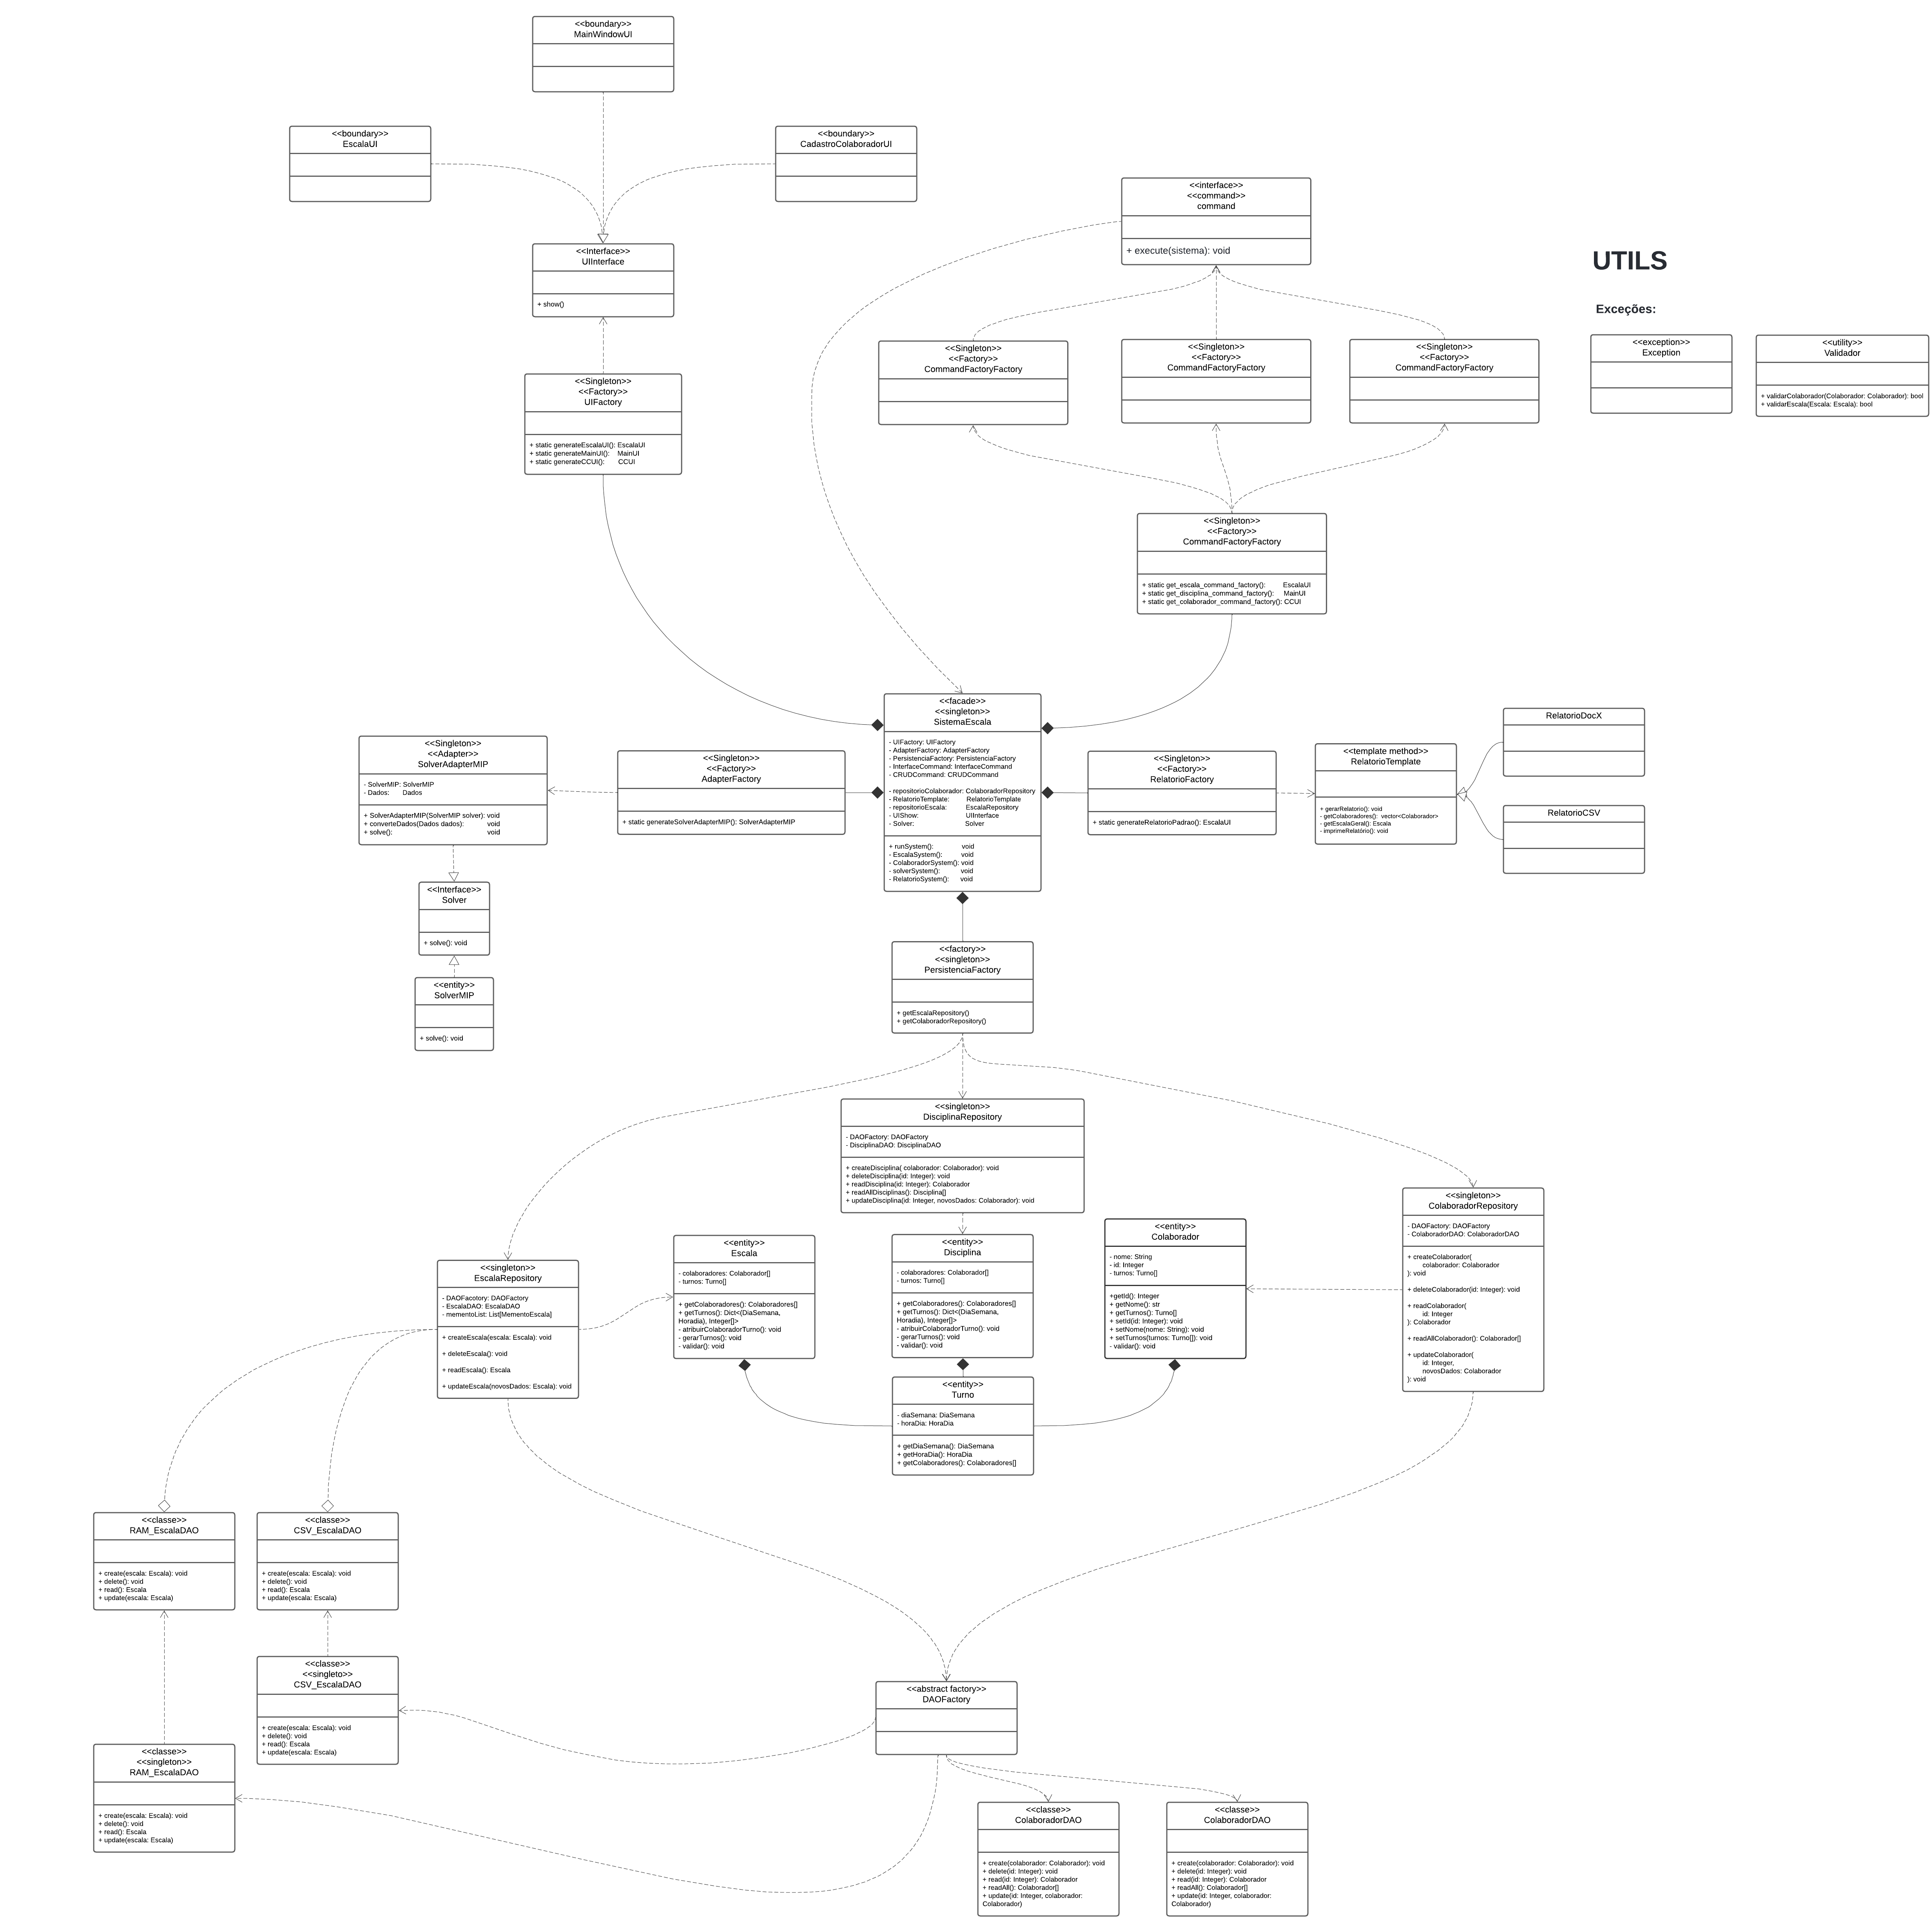 <<boundary>>
MainWindowUI
<<boundary>>
EscalaUI
<<boundary>>
CadastroColaboradorUI
<<Interface>>
UIInterface
+ show()
<<Singleton>>
<<Factory>>
UIFactory
+ static generateEscalaUI(): EscalaUI
+ static generateMainUI(): MainUI
+ static generateCCUI(): CCUI
<<interface>>
<<command>>
command
+ execute(sistema): void
<<Singleton>>
<<Factory>>
CommandFactoryFactory
<<Singleton>>
<<Factory>>
CommandFactoryFactory
<<Singleton>>
<<Factory>>
CommandFactoryFactory
<<Singleton>>
<<Factory>>
CommandFactoryFactory
+ static get_escala_command_factory(): EscalaUI
+ static get_disciplina_command_factory(): MainUI
+ static get_colaborador_command_factory(): CCUI
UTILS
Exceções:
<<exception>>
Exception
<<utility>>
Validador
+ validarColaborador(Colaborador: Colaborador): bool
+ validarEscala(Escala: Escala): bool
<<Singleton>>
<<Adapter>>
SolverAdapterMIP
- SolverMIP: SolverMIP
- Dados: Dados
+ SolverAdapterMIP(SolverMIP solver): void
+ converteDados(Dados dados): void
+ solve(): void
<<Singleton>>
<<Factory>>
AdapterFactory
+ static generateSolverAdapterMIP(): SolverAdapterMIP
<<facade>>
<<singleton>>
SistemaEscala
- UIFactory: UIFactory
- AdapterFactory: AdapterFactory
- PersistenciaFactory: PersistenciaFactory
- InterfaceCommand: InterfaceCommand
- CRUDCommand: CRUDCommand
- repositorioColaborador: ColaboradorRepository
- RelatorioTemplate: RelatorioTemplate
- repositorioEscala: EscalaRepository
- UIShow: UIInterface
- Solver: Solver
+ runSystem(): void
- EscalaSystem(): void
- ColaboradorSystem(): void
- solverSystem(): void
- RelatorioSystem(): void
<<Singleton>>
<<Factory>>
RelatorioFactory
+ static generateRelatorioPadrao(): EscalaUI
<<template method>>
RelatorioTemplate
+ gerarRelatorio(): void
- getColaboradores(): vector<Colaborador>
- getEscalaGeral(): Escala
- imprimeRelatório(): void
RelatorioDocX
RelatorioCSV
<<Interface>>
Solver
+ solve(): void
<<entity>>
SolverMIP
+ solve(): void
<<factory>>
<<singleton>>
PersistenciaFactory
+ getEscalaRepository()
+ getColaboradorRepository()
<<singleton>>
DisciplinaRepository
- DAOFactory: DAOFactory
- DisciplinaDAO: DisciplinaDAO
+ createDisciplina( colaborador: Colaborador): void
+ deleteDisciplina(id: Integer): void
+ readDisciplina(id: Integer): Colaborador
+ readAllDisciplinas(): Disciplina[]
+ updateDisciplina(id: Integer, novosDados: Colaborador): void
<<singleton>>
EscalaRepository
- DAOFacotory: DAOFactory
- EscalaDAO: EscalaDAO
- mementoList: List[MementoEscala]
+ createEscala(escala: Escala): void
+ deleteEscala(): void
+ readEscala(): Escala
+ updateEscala(novosDados: Escala): void
<<entity>>
Escala
- colaboradores: Colaborador[]
- turnos: Turno[]
+ getColaboradores(): Colaboradores[]
+ getTurnos(): Dict<(DiaSemana,
Horadia), Integer[]>
- atribuirColaboradorTurno(): void
- gerarTurnos(): void
- validar(): void
<<entity>>
Disciplina
- colaboradores: Colaborador[]
- turnos: Turno[]
+ getColaboradores(): Colaboradores[]
+ getTurnos(): Dict<(DiaSemana,
Horadia), Integer[]>
- atribuirColaboradorTurno(): void
- gerarTurnos(): void
- validar(): void
<<entity>>
Colaborador
- nome: String
- id: Integer
- turnos: Turno[]
+getId(): Integer
+ getNome(): str
+ getTurnos(): Turno[]
+ setId(id: Integer): void
+ setNome(nome: String): void
+ setTurnos(turnos: Turno[]): void
- validar(): void
<<singleton>>
ColaboradorRepository
- DAOFactory: DAOFactory
- ColaboradorDAO: ColaboradorDAO
+ createColaborador(
colaborador: Colaborador
): void
+ deleteColaborador(id: Integer): void
+ readColaborador(
id: Integer
): Colaborador
+ readAllColaborador(): Colaborador[]
+ updateColaborador(
id: Integer,
novosDados: Colaborador
): void
<<entity>>
Turno
- diaSemana: DiaSemana
- horaDia: HoraDia
+ getDiaSemana(): DiaSemana
+ getHoraDia(): HoraDia
+ getColaboradores(): Colaboradores[]
<<classe>>
RAM_EscalaDAO
+ create(escala: Escala): void
+ delete(): void
+ read(): Escala
+ update(escala: Escala)
<<classe>>
CSV_EscalaDAO
+ create(escala: Escala): void
+ delete(): void
+ read(): Escala
+ update(escala: Escala)
<<classe>>
<<singleto>>
CSV_EscalaDAO
+ create(escala: Escala): void
+ delete(): void
+ read(): Escala
+ update(escala: Escala)
<<classe>>
<<singleton>>
RAM_EscalaDAO
+ create(escala: Escala): void
+ delete(): void
+ read(): Escala
+ update(escala: Escala)
<<abstract factory>>
DAOFactory
<<classe>>
ColaboradorDAO
+ create(colaborador: Colaborador): void
+ delete(id: Integer): void
+ read(id: Integer): Colaborador
+ readAll(): Colaborador[]
+ update(id: Integer, colaborador:
Colaborador)
<<classe>>
ColaboradorDAO
+ create(colaborador: Colaborador): void
+ delete(id: Integer): void
+ read(id: Integer): Colaborador
+ readAll(): Colaborador[]
+ update(id: Integer, colaborador:
Colaborador)